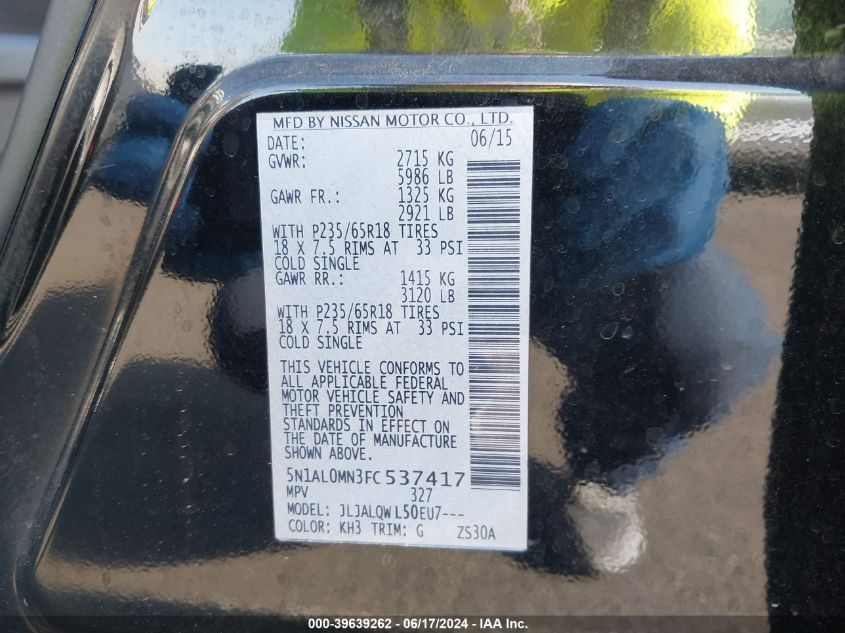 MFD BY NISSAN MOTOR CO., LTD.
DATE: 06/15
GVWR: 2715 KG
5986 LB
GAWR FR.: 1325 KG
2921 LB
WITH P235/65R18 TIRES
18 X 7.5 RIMS AT 33 PSI
COLD SINGLE
GAWR RR.: 1415 KG
3120 LB
WITH P235/65R18 TIRES
18 X 7.5 RIMS AT 33 PSI
COLD SINGLE
THIS VEHICLE CONFORMS TO
ALL APPLICABLE FEDERAL
MOTOR VEHICLE SAFETY AND
THEFT PREVENTION
STANDARDS IN EFFECT ON
THE DATE OF MANUFACTURE
SHOWN ABOVE.
5N1AL0MN3FC537417
MPV 327
MODEL: JLJALQWL50EU7---
COLOR: KH3 TRIM: G ZS30A
000-39639262 - 06/17/2024 - IAA Inc.